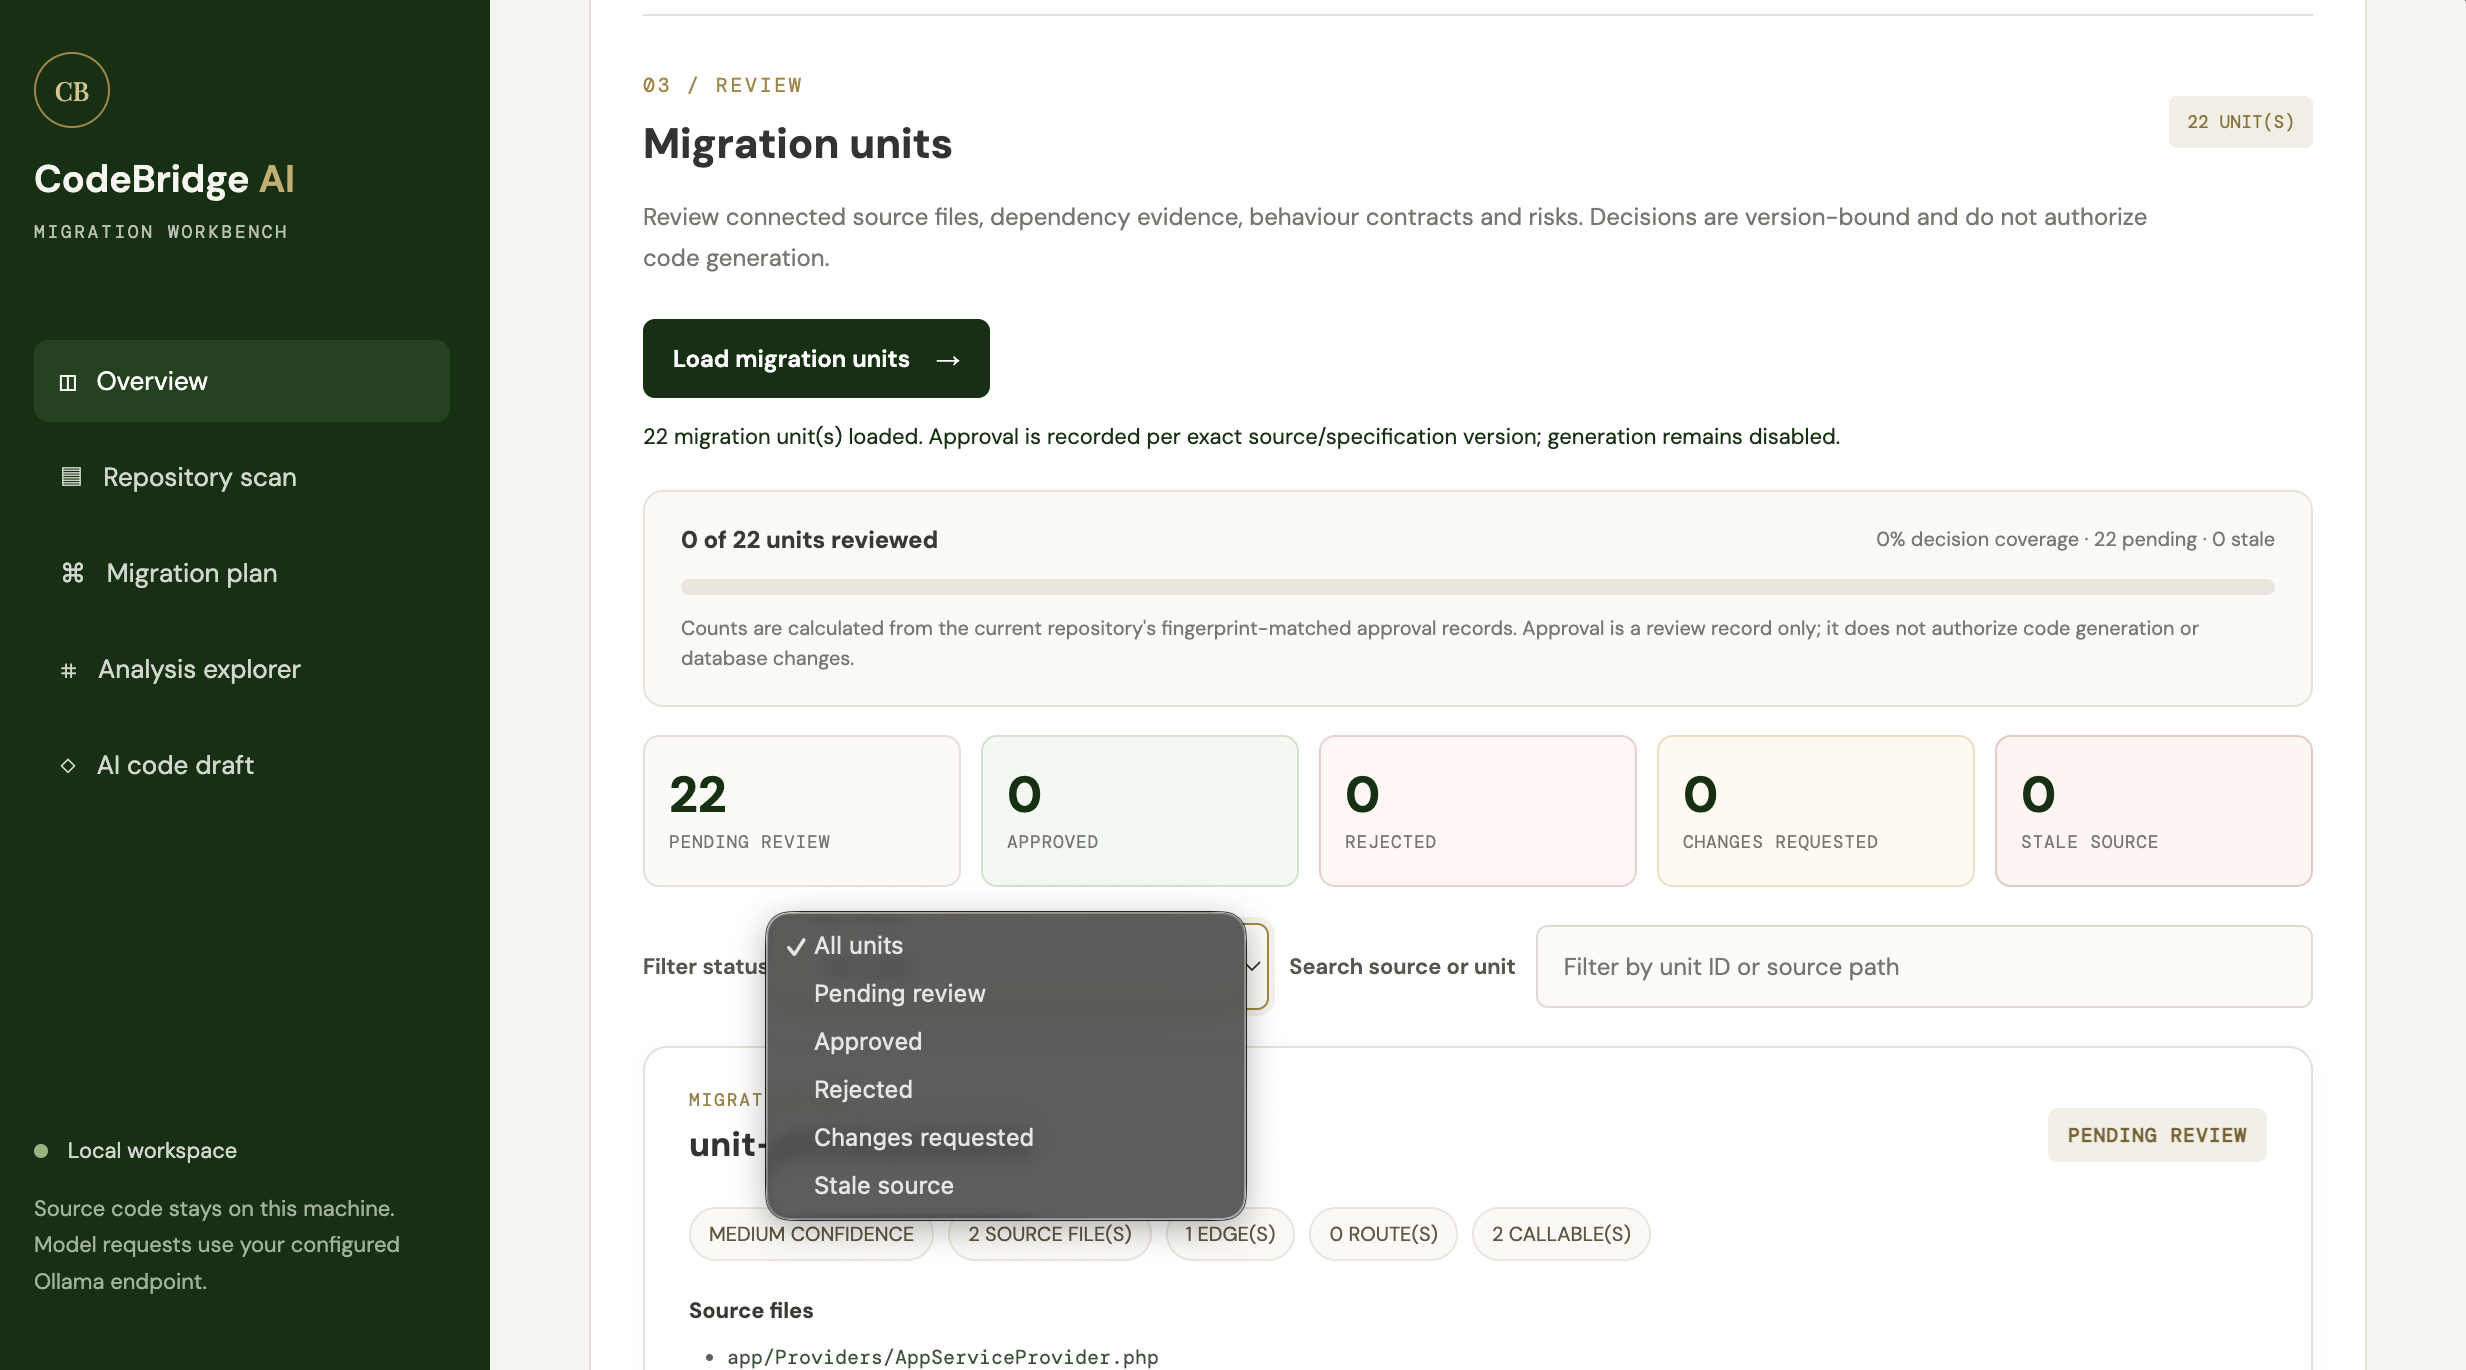 CB
CodeBridge AI
MIGRATION WORKBENCH
Overview
Repository scan
Migration plan
Analysis explorer
AI code draft
Local workspace
Source code stays on this machine.
Model requests use your configured
Ollama endpoint.
03 / REVIEW
Migration units
22 UNIT(S)
Review connected source files, dependency evidence, behaviour contracts and risks. Decisions are version-bound and do not authorize
code generation.
Load migration units →
22 migration unit(s) loaded. Approval is recorded per exact source/specification version; generation remains disabled.
0 of 22 units reviewed
0% decision coverage · 22 pending · 0 stale
Counts are calculated from the current repository's fingerprint-matched approval records. Approval is a review record only; it does not authorize code generation or
database changes.
22
PENDING REVIEW
0
APPROVED
0
REJECTED
0
CHANGES REQUESTED
0
STALE SOURCE
Filter status
✓ All units
Pending review
Approved
Rejected
Changes requested
Stale source
Search source or unit
Filter by unit ID or source path
MIGRAT
unit-
PENDING REVIEW
MEDIUM CONFIDENCE
2 SOURCE FILE(S)
1 EDGE(S)
0 ROUTE(S)
2 CALLABLE(S)
Source files
• app/Providers/AppServiceProvider.php